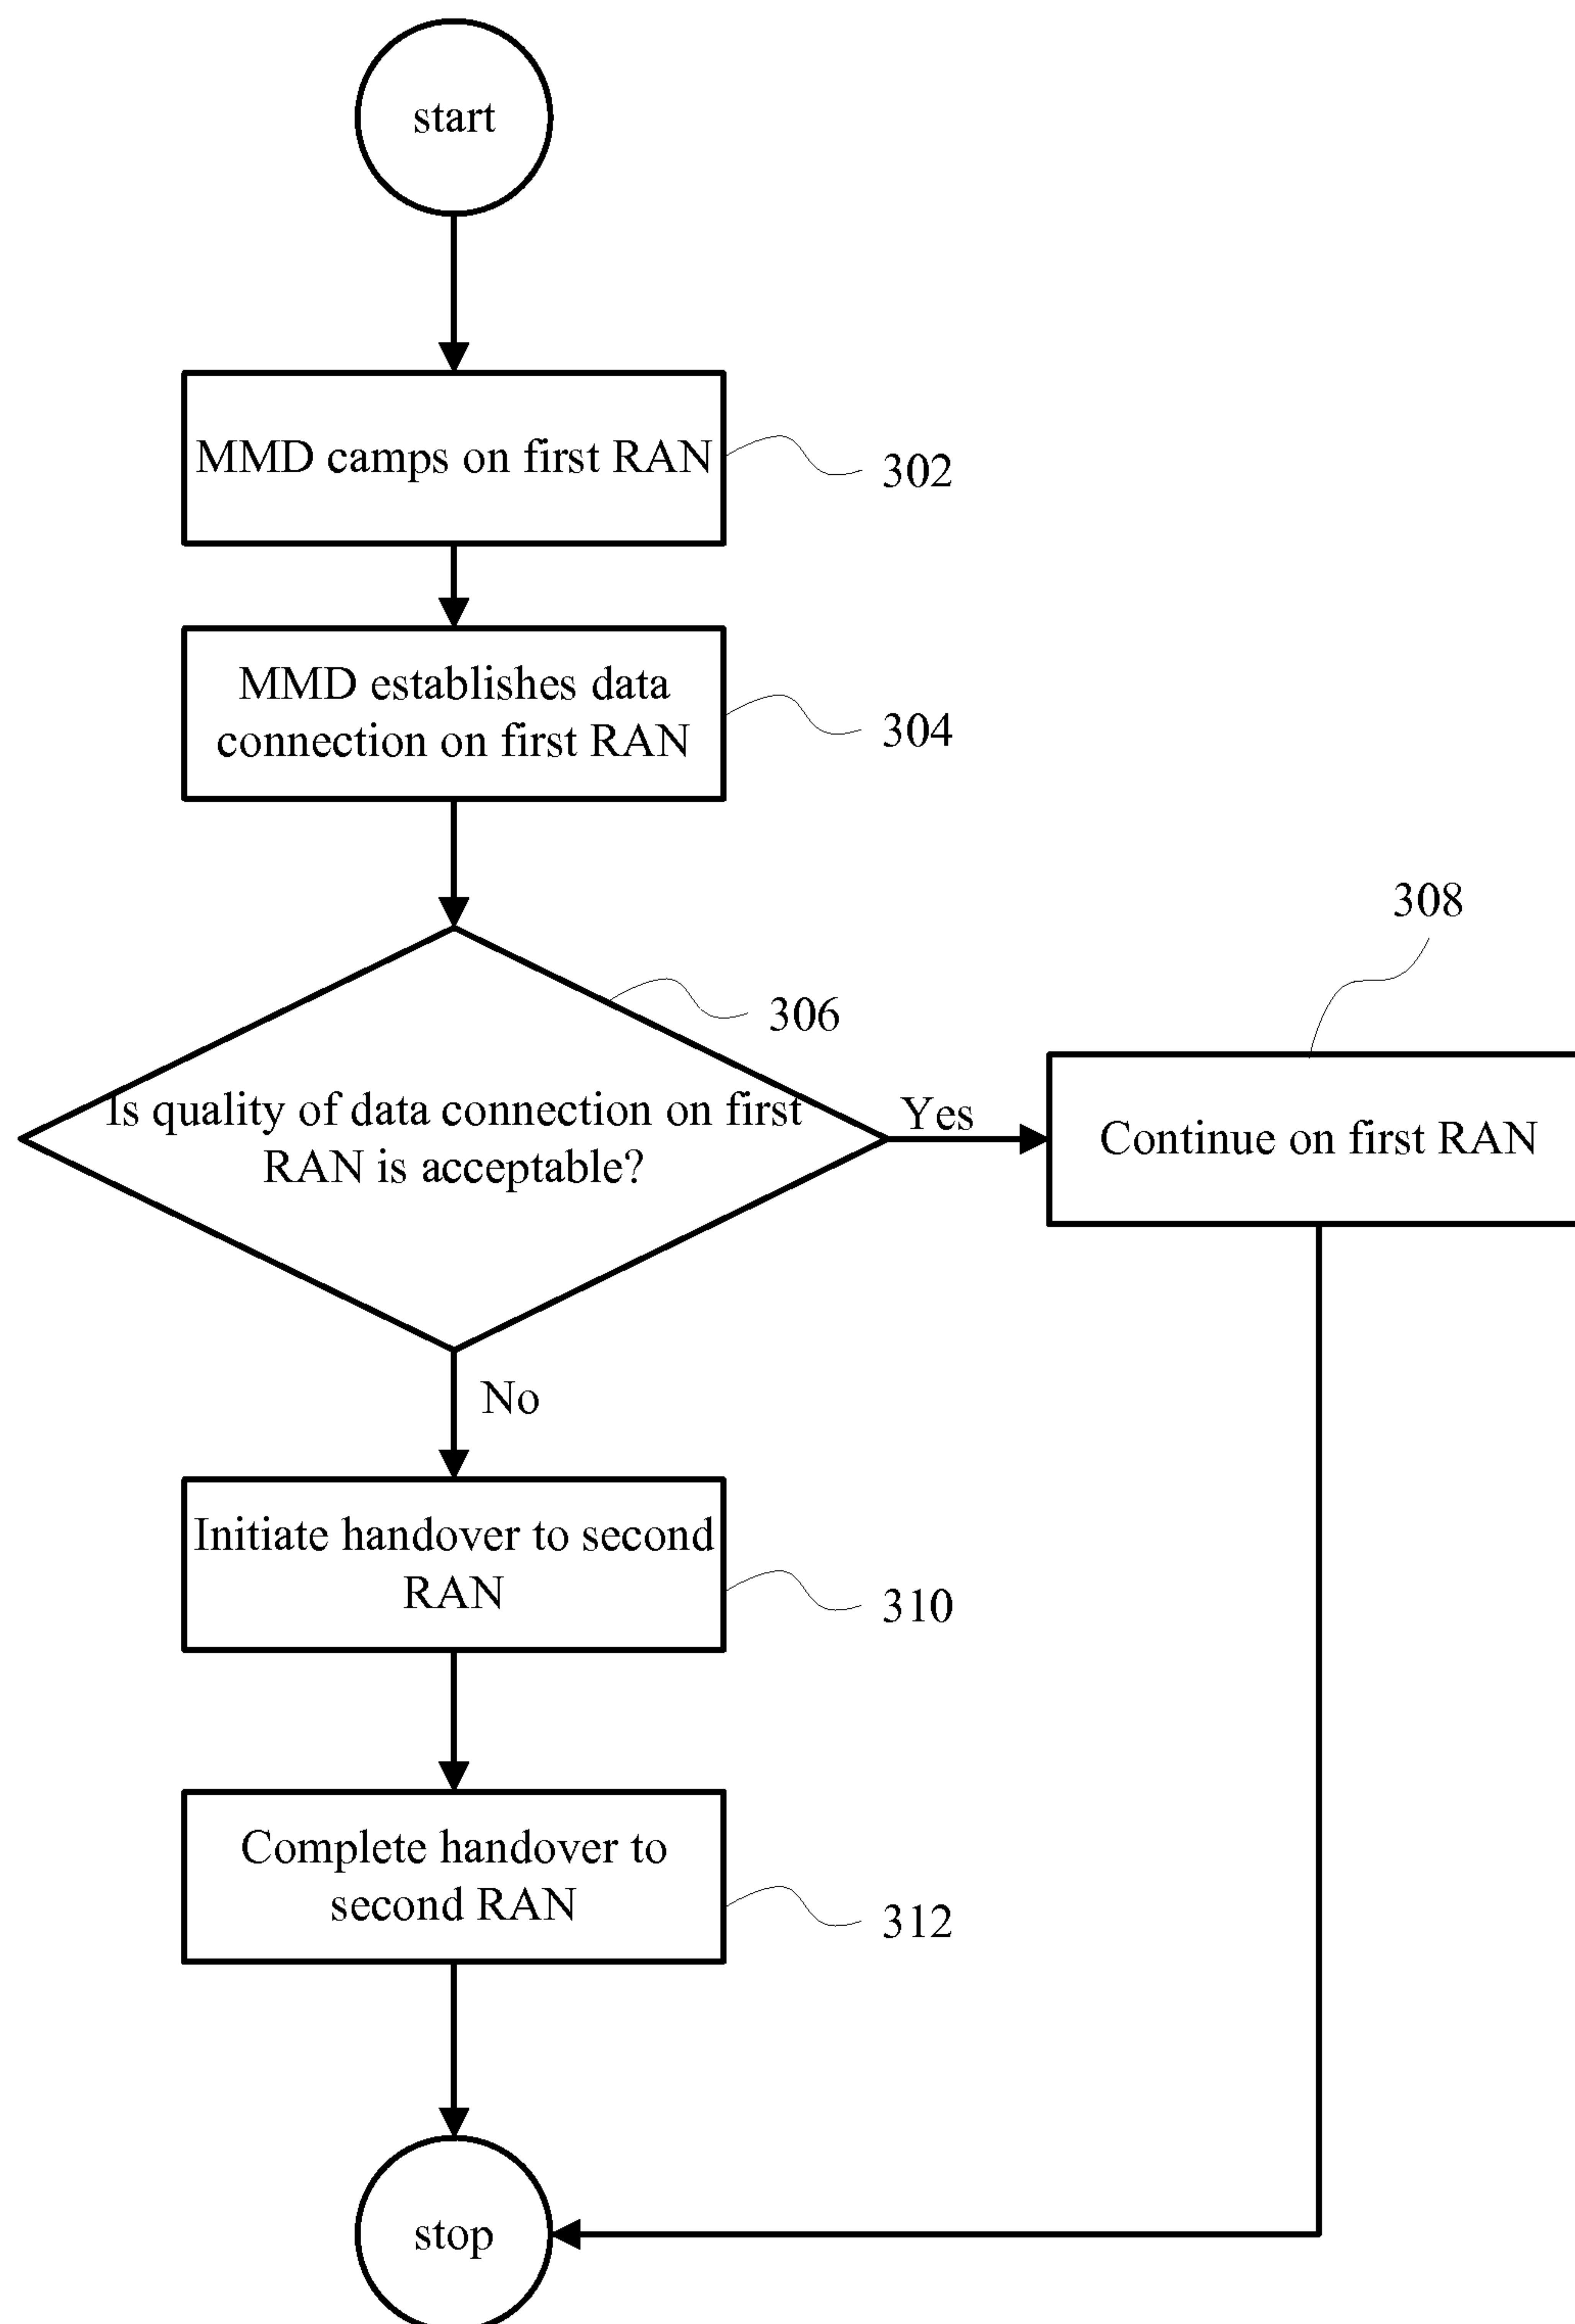 start
MMD camps on first RAN
302
MMD establishes data
connection on first RAN
304
308
306
Is quality of data connection on first
RAN is acceptable?
Yes
Continue on first RAN
No
Initiate handover to second
RAN
310
Complete handover to
second RAN
312
stop